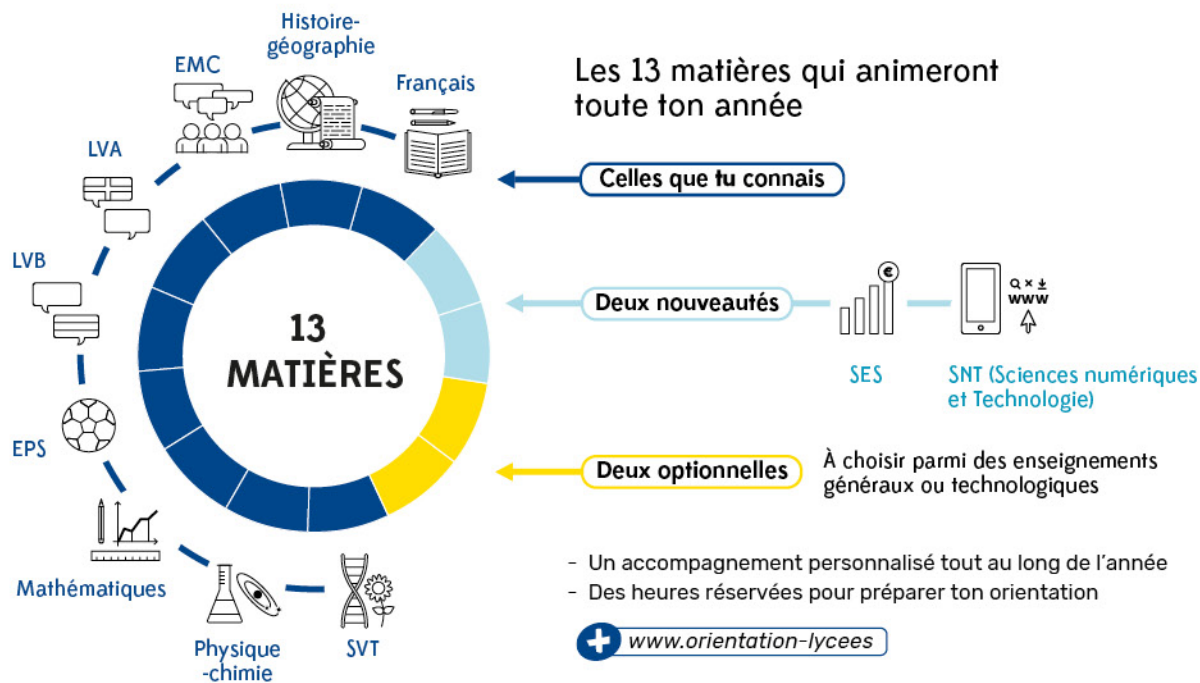 Histoire-
géographie
EMC
Français
LVA
LVB
EPS
Mathématiques
Physique
-chimie
SVT
13
MATIÈRES
Les 13 matières qui animeront
toute ton année
Celles que tu connais
Deux nouveautés
€
WWW
SES
SNT (Sciences numériques
et Technologie)
Deux optionnelles
À choisir parmi des enseignements
généraux ou technologiques
- Un accompagnement personnalisé tout au long de l'année
- Des heures réservées pour préparer ton orientation
www.orientation-lycees